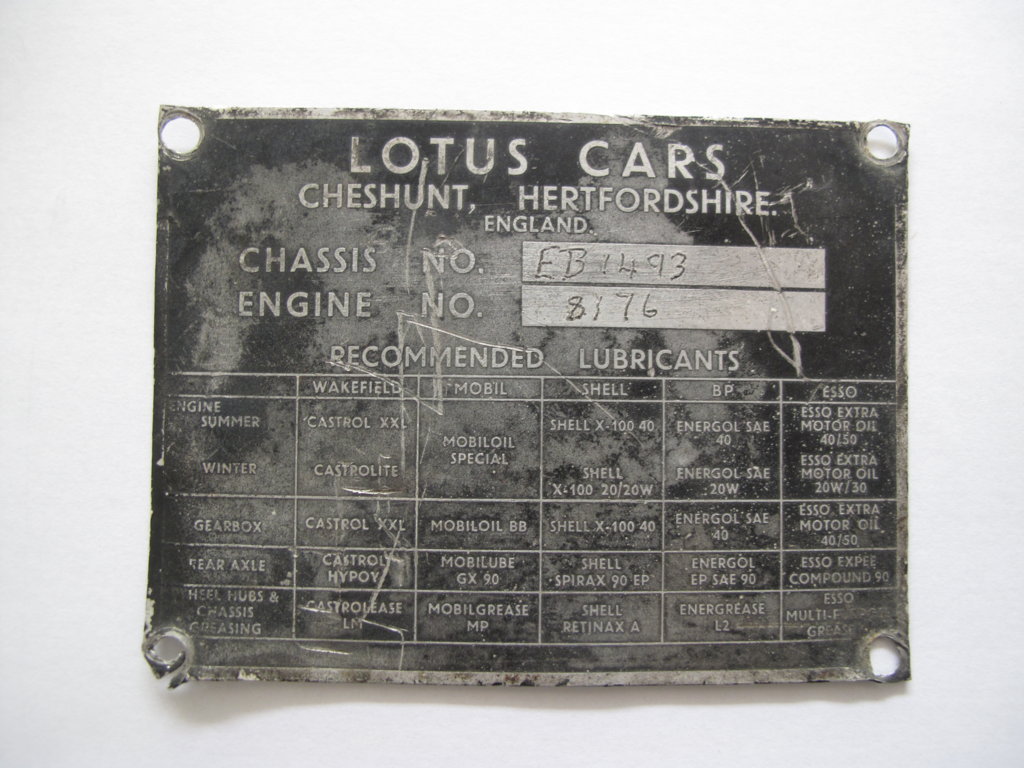 LOTUS CARS
CHESHUNT, HERTFORDSHIRE.
ENGLAND.
CHASSIS NO. EB1493
ENGINE NO. 8176
RECOMMENDED LUBRICANTS
WAKEFIELD MOBIL SHELL BP ESSO
ENGINE
SUMMER CASTROL XXL MOBILOIL SPECIAL SHELL X-100 40 ENERGOL SAE 40 ESSO EXTRA MOTOR OIL 40/50
WINTER CASTROLITE SHELL X-100 20/20W ENERGOL SAE 20W ESSO EXTRA MOTOR OIL 20W/30
GEARBOX CASTROL XXL MOBILOIL BB SHELL X-100 40 ENERGOL SAE 40 ESSO EXTRA MOTOR OIL 40/50
REAR AXLE CASTROL HYPOY MOBILUBE GX 90 SHELL SPIRAX 90 EP ENERGOL EP SAE 90 ESSO EXPEE COMPOUND 90
HEEL HUBS & CHASSIS GREASING CASTROLEASE LM MOBILGREASE MP SHELL RETINAX A ENERGREASE L2 ESSO MULTI-F GREASE